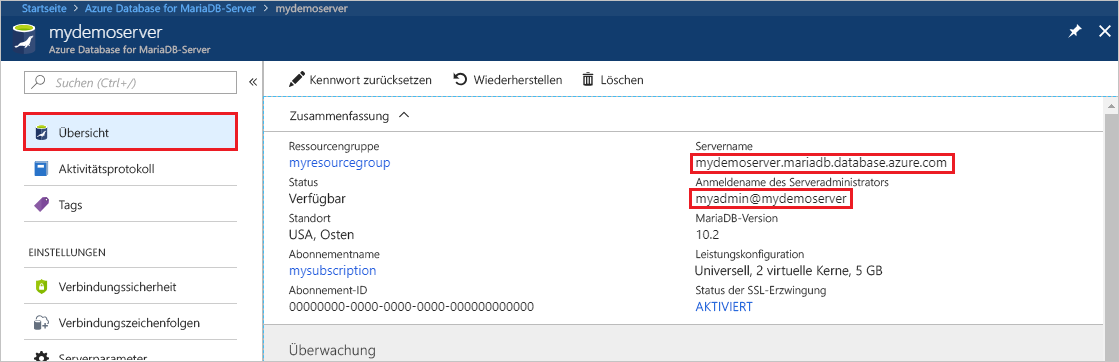 Startseite > Azure Database for MariaDB-Server > mydemoserver
mydemoserver
Azure Database for MariaDB-Server
Suchen (Ctrl+/)
Übersicht
Aktivitätsprotokoll
Tags
EINSTELLUNGEN
Verbindungssicherheit
Verbindungszeichenfolgen
Serverparameter
Kennwort zurücksetzen
Wiederherstellen
Löschen
Zusammenfassung
Ressourcengruppe
myresourcegroup
Status
Verfügbar
Standort
USA, Osten
Abonnementname
mysubscription
Abonnement-ID
00000000-0000-0000-0000-000000000000
Servername
mydemoserver.mariadb.database.azure.com
Anmeldename des Serveradministrators
myadmin@mydemoserver
MariaDB-Version
10.2
Leistungskonfiguration
Universell, 2 virtuelle Kerne, 5 GB
Status der SSL-Erzwingung
AKTIVIERT
Überwachung